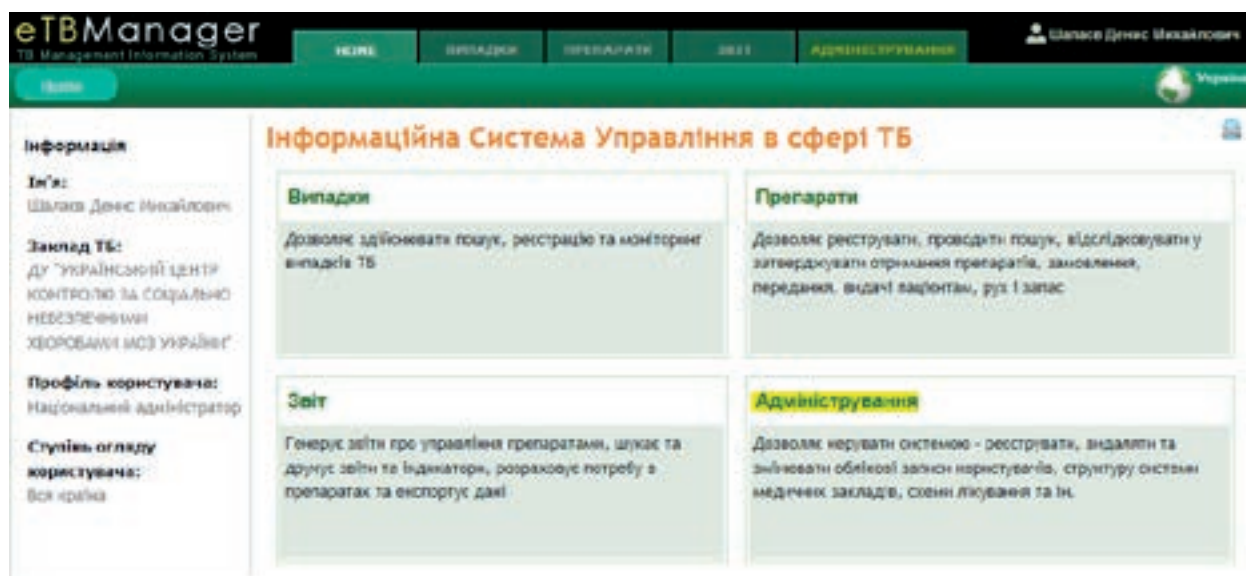 eTBManager
TB Management Information System
HOME
ВИПАДКИ
ПРЕПАРАТИ
ЗВІТ
АДМІНІСТРУВАННЯ
Денис Михайлович
Home
Україна
Інформація
Ім'я:
Денис Михайлович
Заклад ТБ:
ДУ "УКРАЇНСЬКИЙ ЦЕНТР
КОНТРОЛЮ ЗА СОЦІАЛЬНО
НЕБЕЗПЕЧНИМИ
ХВОРОБАМИ МОЗ УКРАЇНИ"
Профіль користувача:
Національний адміністратор
Ступінь огляду
користувача:
Вся країна
Інформаційна Система Управління в сфері ТБ
Випадки
Дозволяє здійснювати пошук, реєстрацію та моніторинг
випадків ТБ
Препарати
Дозволяє реєструвати, проводити пошук, відслідковувати у
затверджувати отримання препаратів, замовлення,
передання, видачі пацієнтам, рух і запас
Звіт
Генерує звіти про управління препаратами, шукає та
друкує звіти та індикатори, розраховує потребу в
препаратах та експортує дані
Адміністрування
Дозволяє керувати системою - реєструвати, видаляти та
змінювати облікові записи користувачів, структуру системи
медичних закладів, схеми лікування та ін.